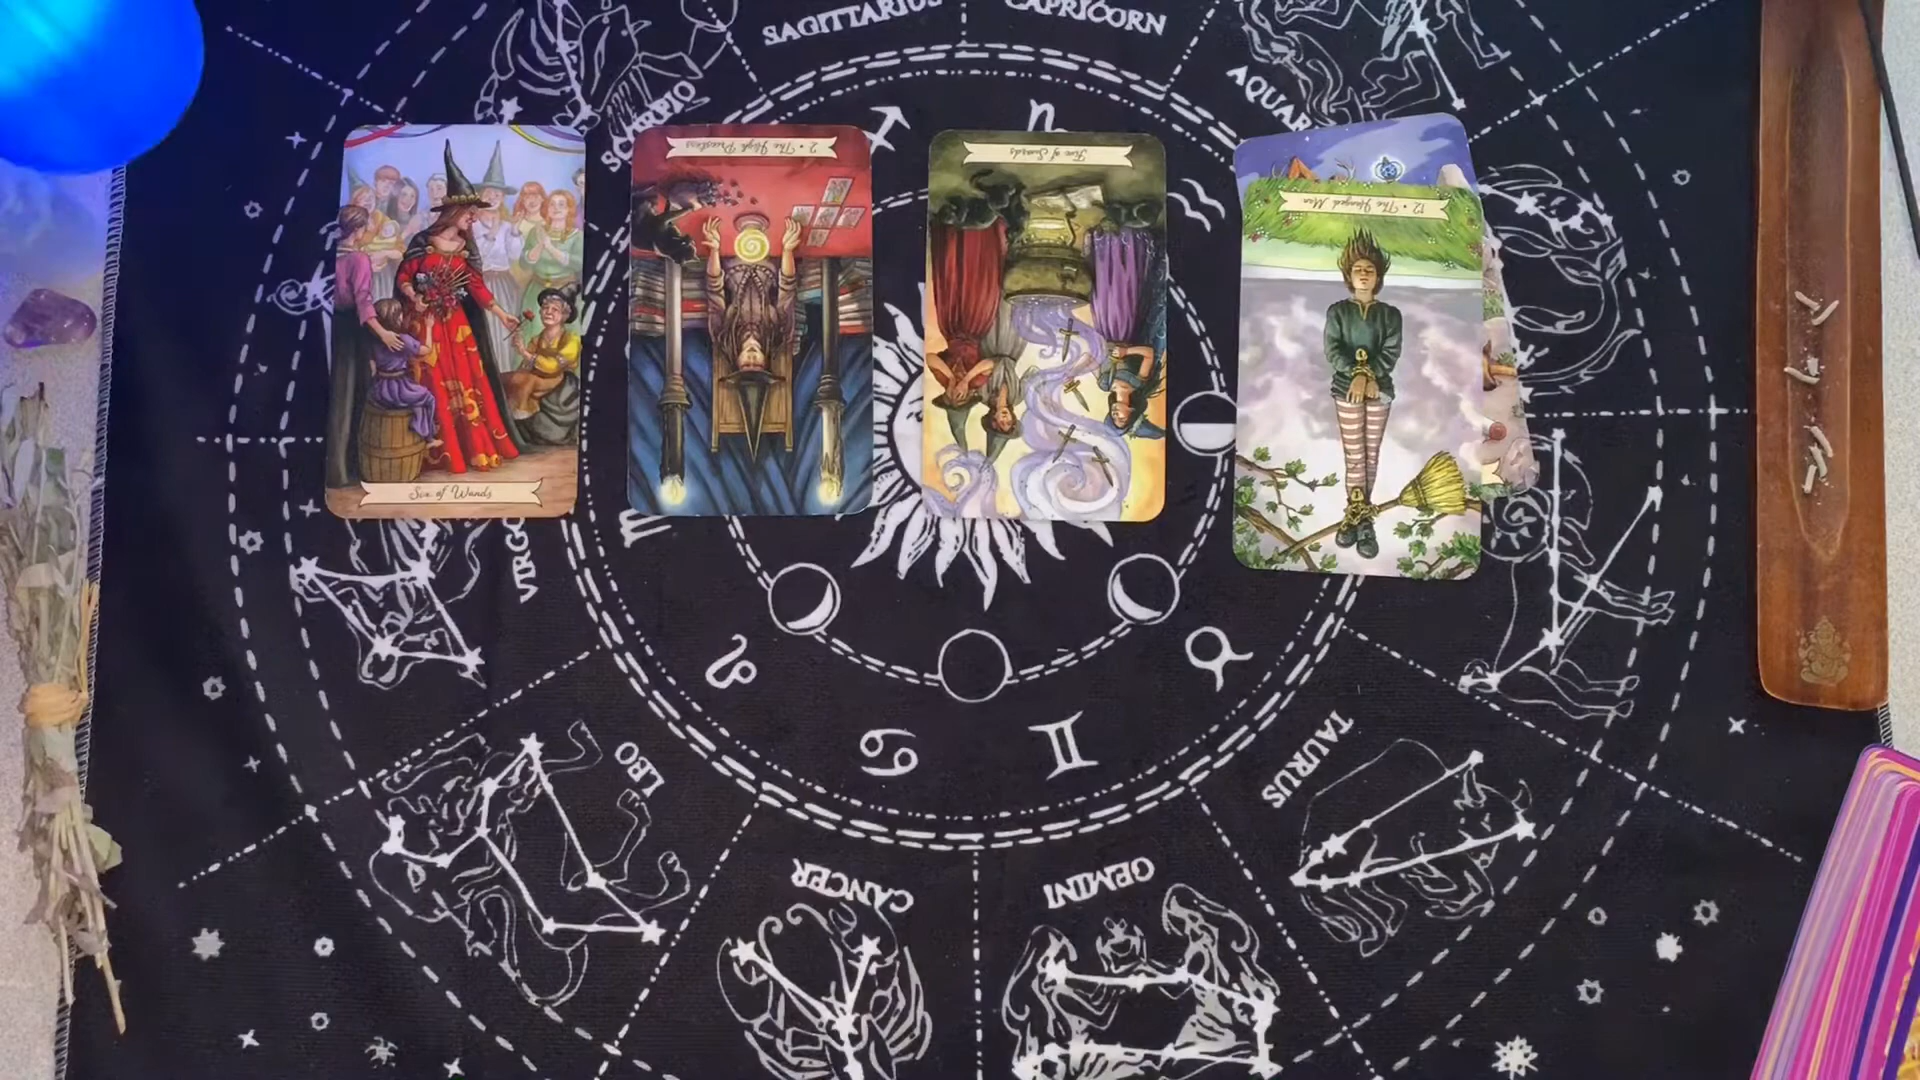 SAGITTARIUS
CAPRICORN
SCORPIO
AQUAR
2 • The High Priestess
Five of Swords
12 • The Hanged Man
Six of Wands
VIRGO
LEO
TAURUS
CANCER
GEMINI